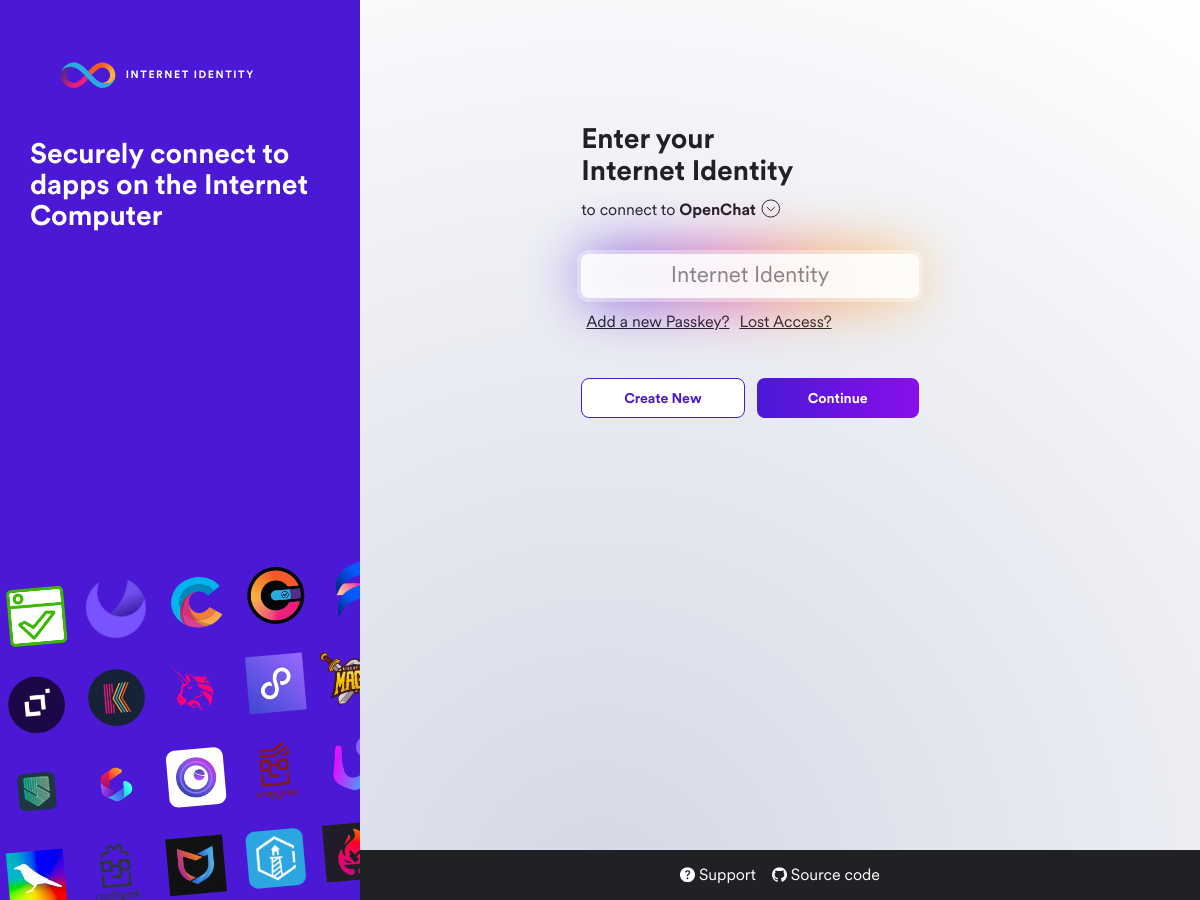 INTERNET IDENTITY
Securely connect to
dapps on the Internet
Computer
Enter your
Internet Identity
to connect to OpenChat
Internet Identity
Add a new Passkey? Lost Access?
Create New
Continue
Support
Source code